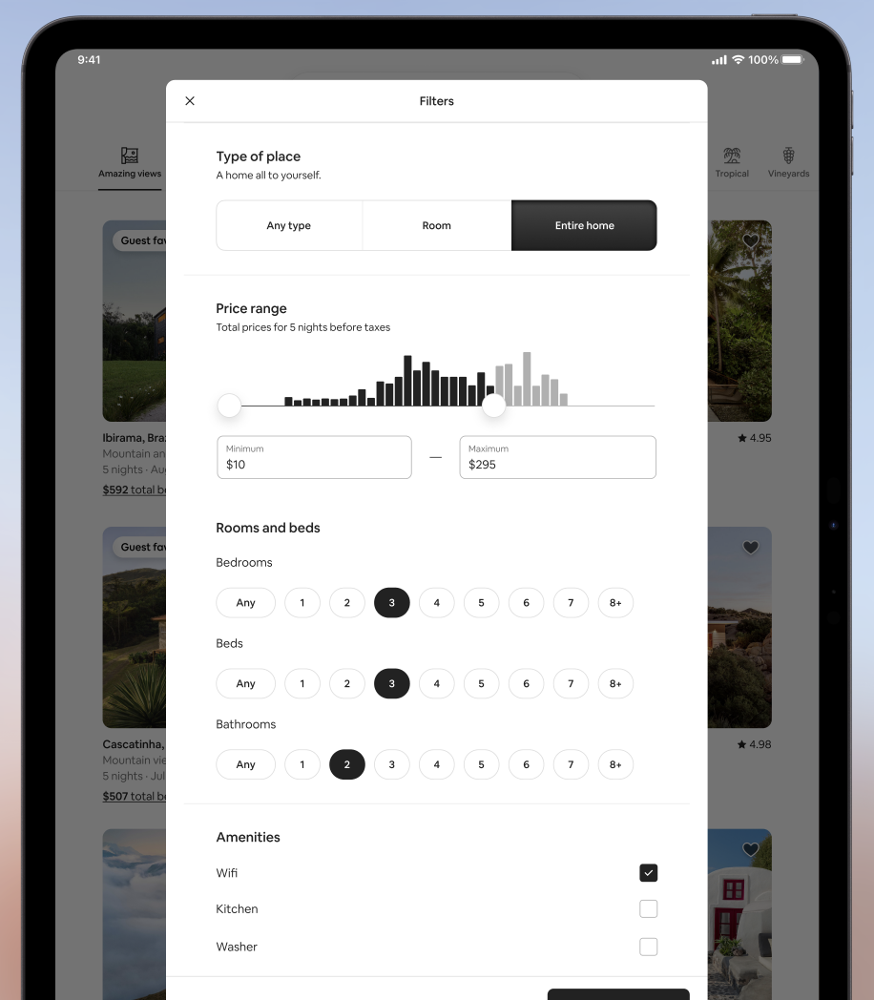 9:41
100%
Filters
Amazing views
Tropical
Vineyards
Type of place
A home all to yourself.
Any type
Room
Entire home
Guest fav
Price range
Total prices for 5 nights before taxes
Minimum
$10
—
Maximum
$295
Ibirama, Braz
4.95
Mountain an
5 nights · Au
$592 total be
Rooms and beds
Guest fav
Bedrooms
Any 1 2 3 4 5 6 7 8+
Beds
Any 1 2 3 4 5 6 7 8+
Bathrooms
Cascatinha,
4.98
Mountain vie
Any 1 2 3 4 5 6 7 8+
5 nights · Jul
$507 total be
Amenities
Wifi
Kitchen
Washer